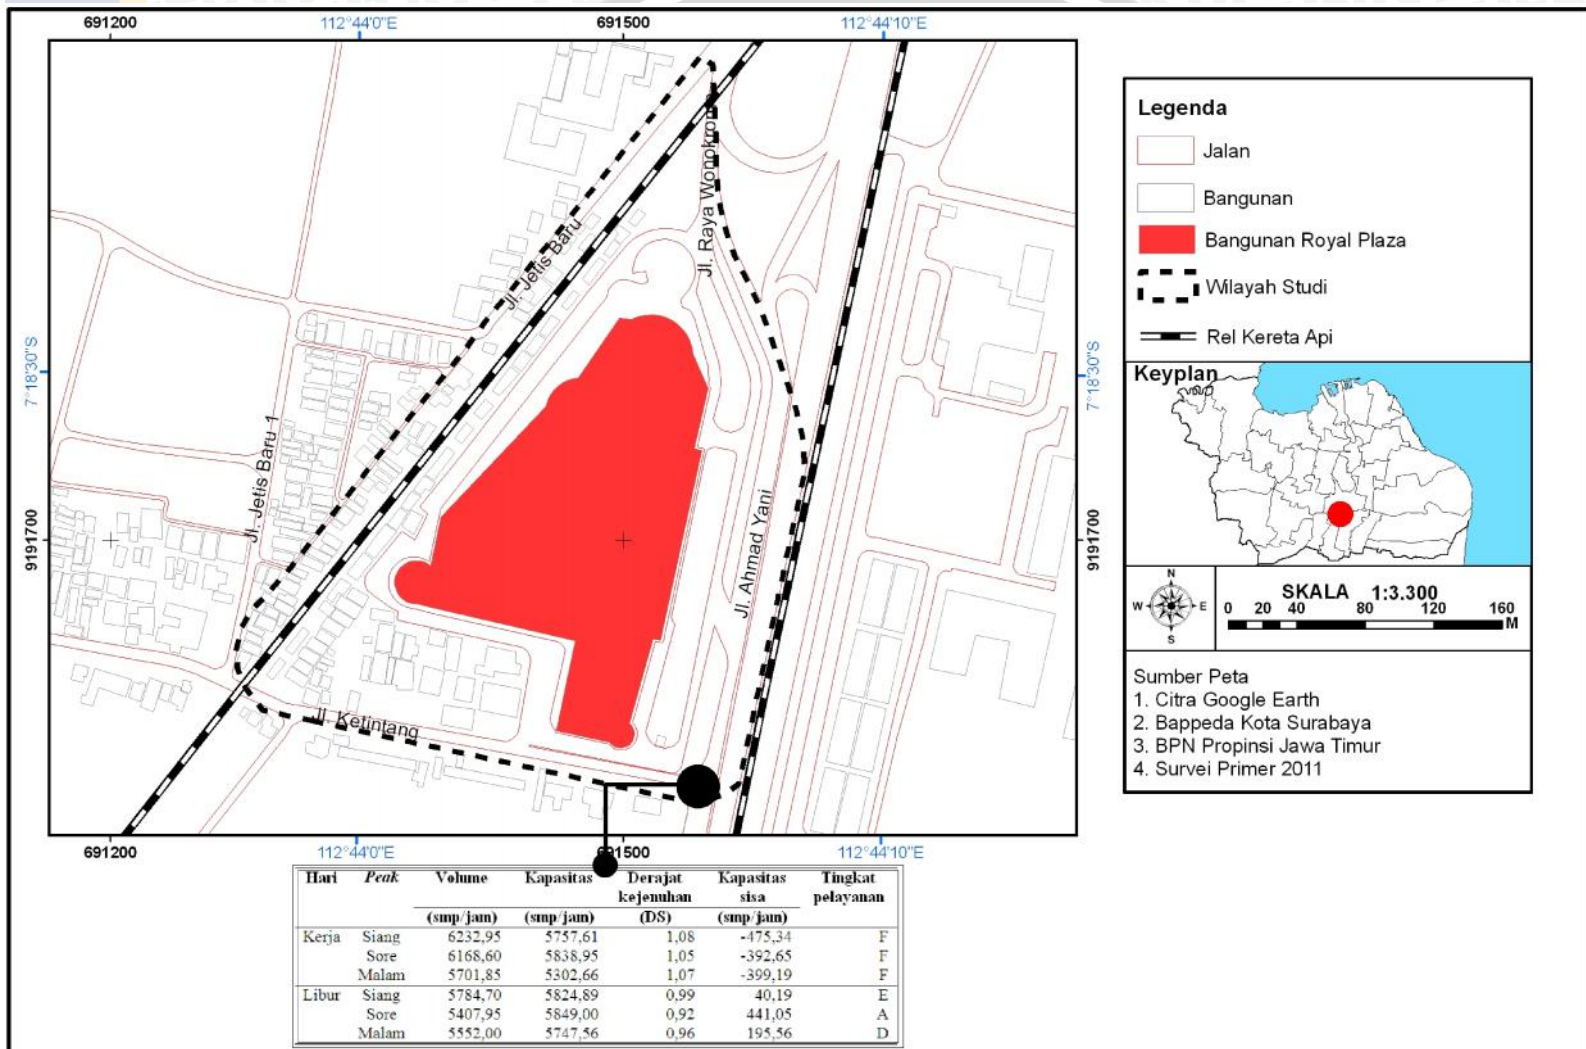 691200
112°44'0"E
691500
112°44'10"E
7°18'30"S
9191700
7°18'30"S
9191700
Jl. Raya Wonokromo
Jl. Jetis Baru
Jl. Jetis Baru 1
Jl. Ahmad Yani
Jl. Ketintang
691200
112°44'0"E
691500
112°44'10"E
Legenda
Jalan
Bangunan
Bangunan Royal Plaza
Wilayah Studi
Rel Kereta Api
Keyplan
N
W E
S
SKALA 1:3.300
0 20 40 80 120 160
M
Sumber Peta
1. Citra Google Earth
2. Bappeda Kota Surabaya
3. BPN Propinsi Jawa Timur
4. Survei Primer 2011
Hari Peak Volume Kapasitas Derajat Kapasitas Tingkat
kejenuhan sisa pelayanan
(smp/jam) (smp/jam) (DS) (smp/jam)
Kerja Siang 6232,95 5757,61 1,08 -475,34 F
Sore 6168,60 5838,95 1,05 -392,65 F
Malam 5701,85 5302,66 1,07 -399,19 F
Libur Siang 5784,70 5824,89 0,99 40,19 E
Sore 5407,95 5849,00 0,92 441,05 A
Malam 5552,00 5747,56 0,96 195,56 D